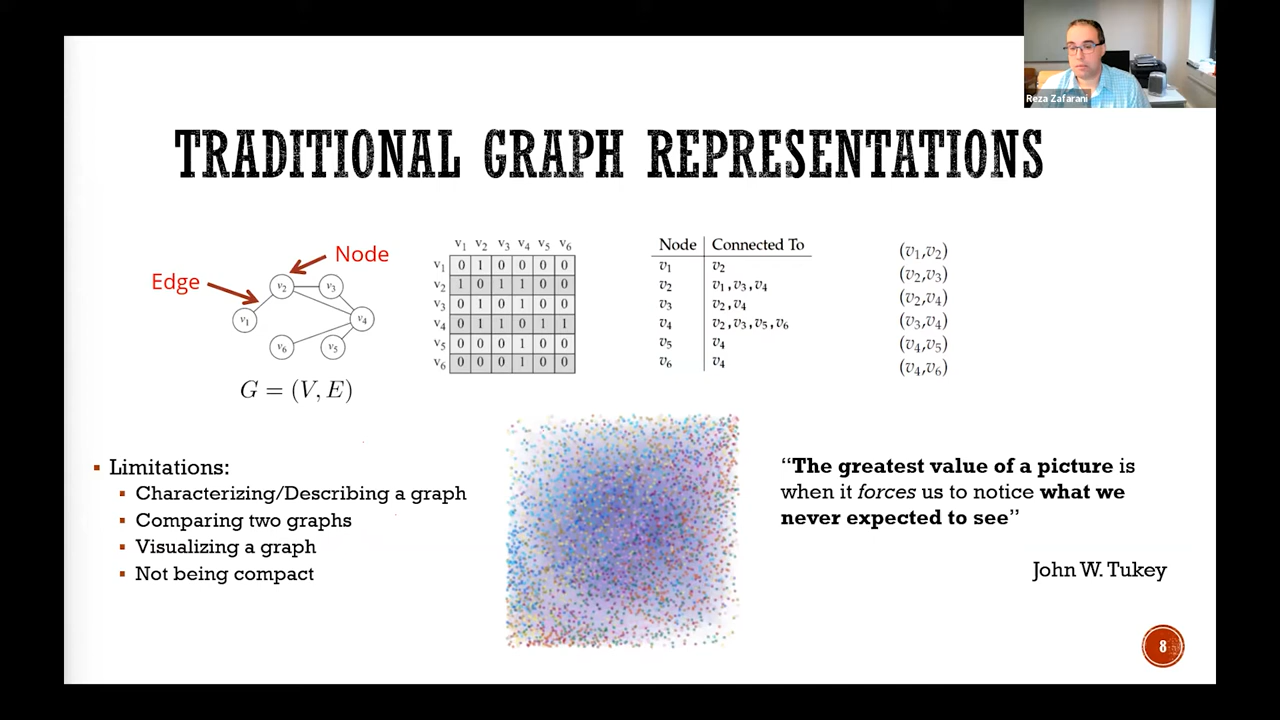 Reza Zafarani
TRADITIONAL GRAPH REPRESENTATIONS
Node
Edge
v1
v2
v3
v4
v5
v6
G = (V, E)
v1 v2 v3 v4 v5 v6
v1 0 1 0 0 0 0
v2 1 0 1 1 0 0
v3 0 1 0 1 0 0
v4 0 1 1 0 1 1
v5 0 0 0 1 0 0
v6 0 0 0 1 0 0
Node Connected To
v1 v2
v2 v1, v3, v4
v3 v2, v4
v4 v2, v3, v5, v6
v5 v4
v6 v4
(v1,v2)
(v2,v3)
(v2,v4)
(v3,v4)
(v4,v5)
(v4,v6)
▪ Limitations:
▪ Characterizing/Describing a graph
▪ Comparing two graphs
▪ Visualizing a graph
▪ Not being compact
“The greatest value of a picture is
when it forces us to notice what we
never expected to see”
John W. Tukey
8